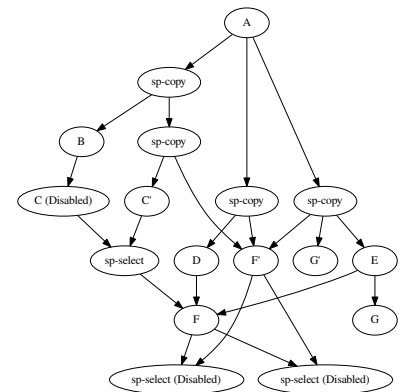 A
sp-copy
B
sp-copy
C (Disabled)
C'
sp-copy
sp-copy
sp-select
D
F'
G'
E
F
G
sp-select (Disabled)
sp-select (Disabled)